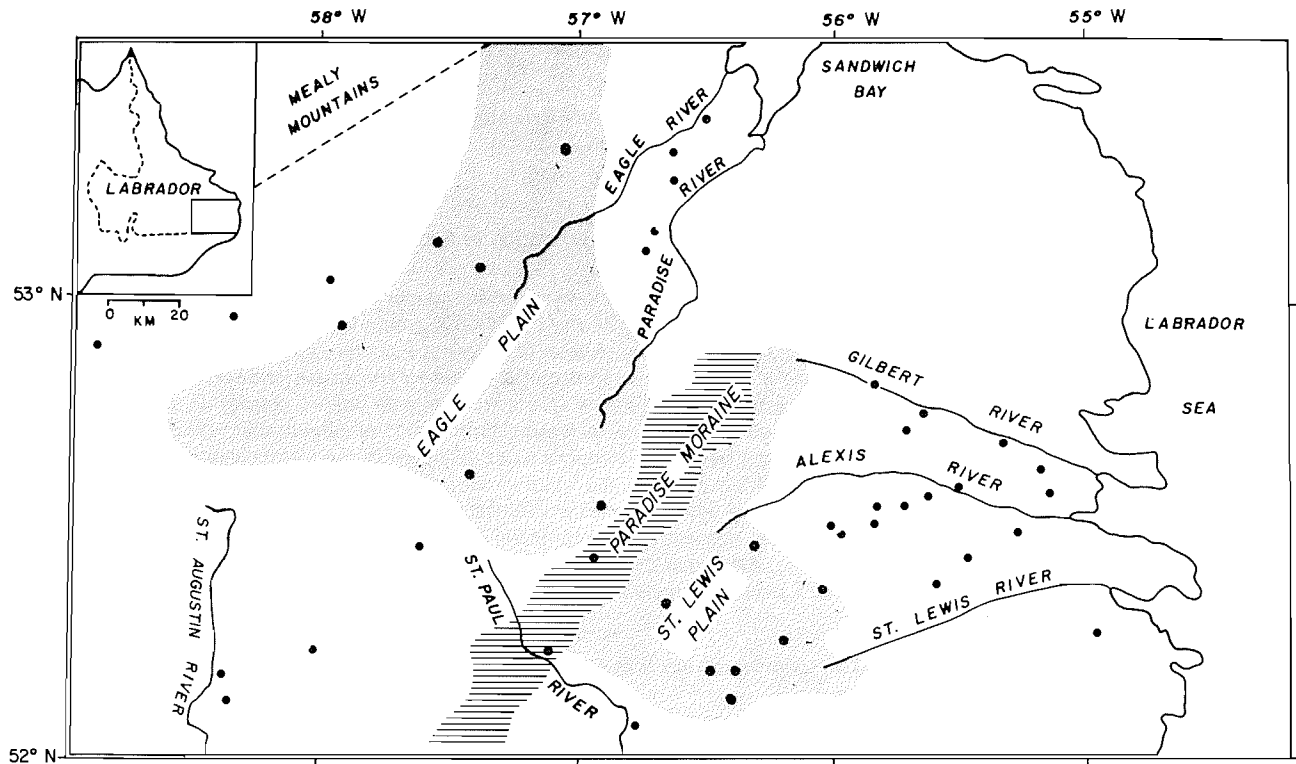 58° W
57° W
56° W
55° W
MEALY
MOUNTAINS
SANDWICH
BAY
EAGLE RIVER
PARADISE RIVER
LABRADOR
53° N
0 KM 20
EAGLE PLAIN
LABRADOR
SEA
GILBERT RIVER
PARADISE MORAINE
ALEXIS RIVER
ST. AUGUSTIN RIVER
ST. PAUL RIVER
ST. LEWIS
PLAIN
ST. LEWIS RIVER
52° N